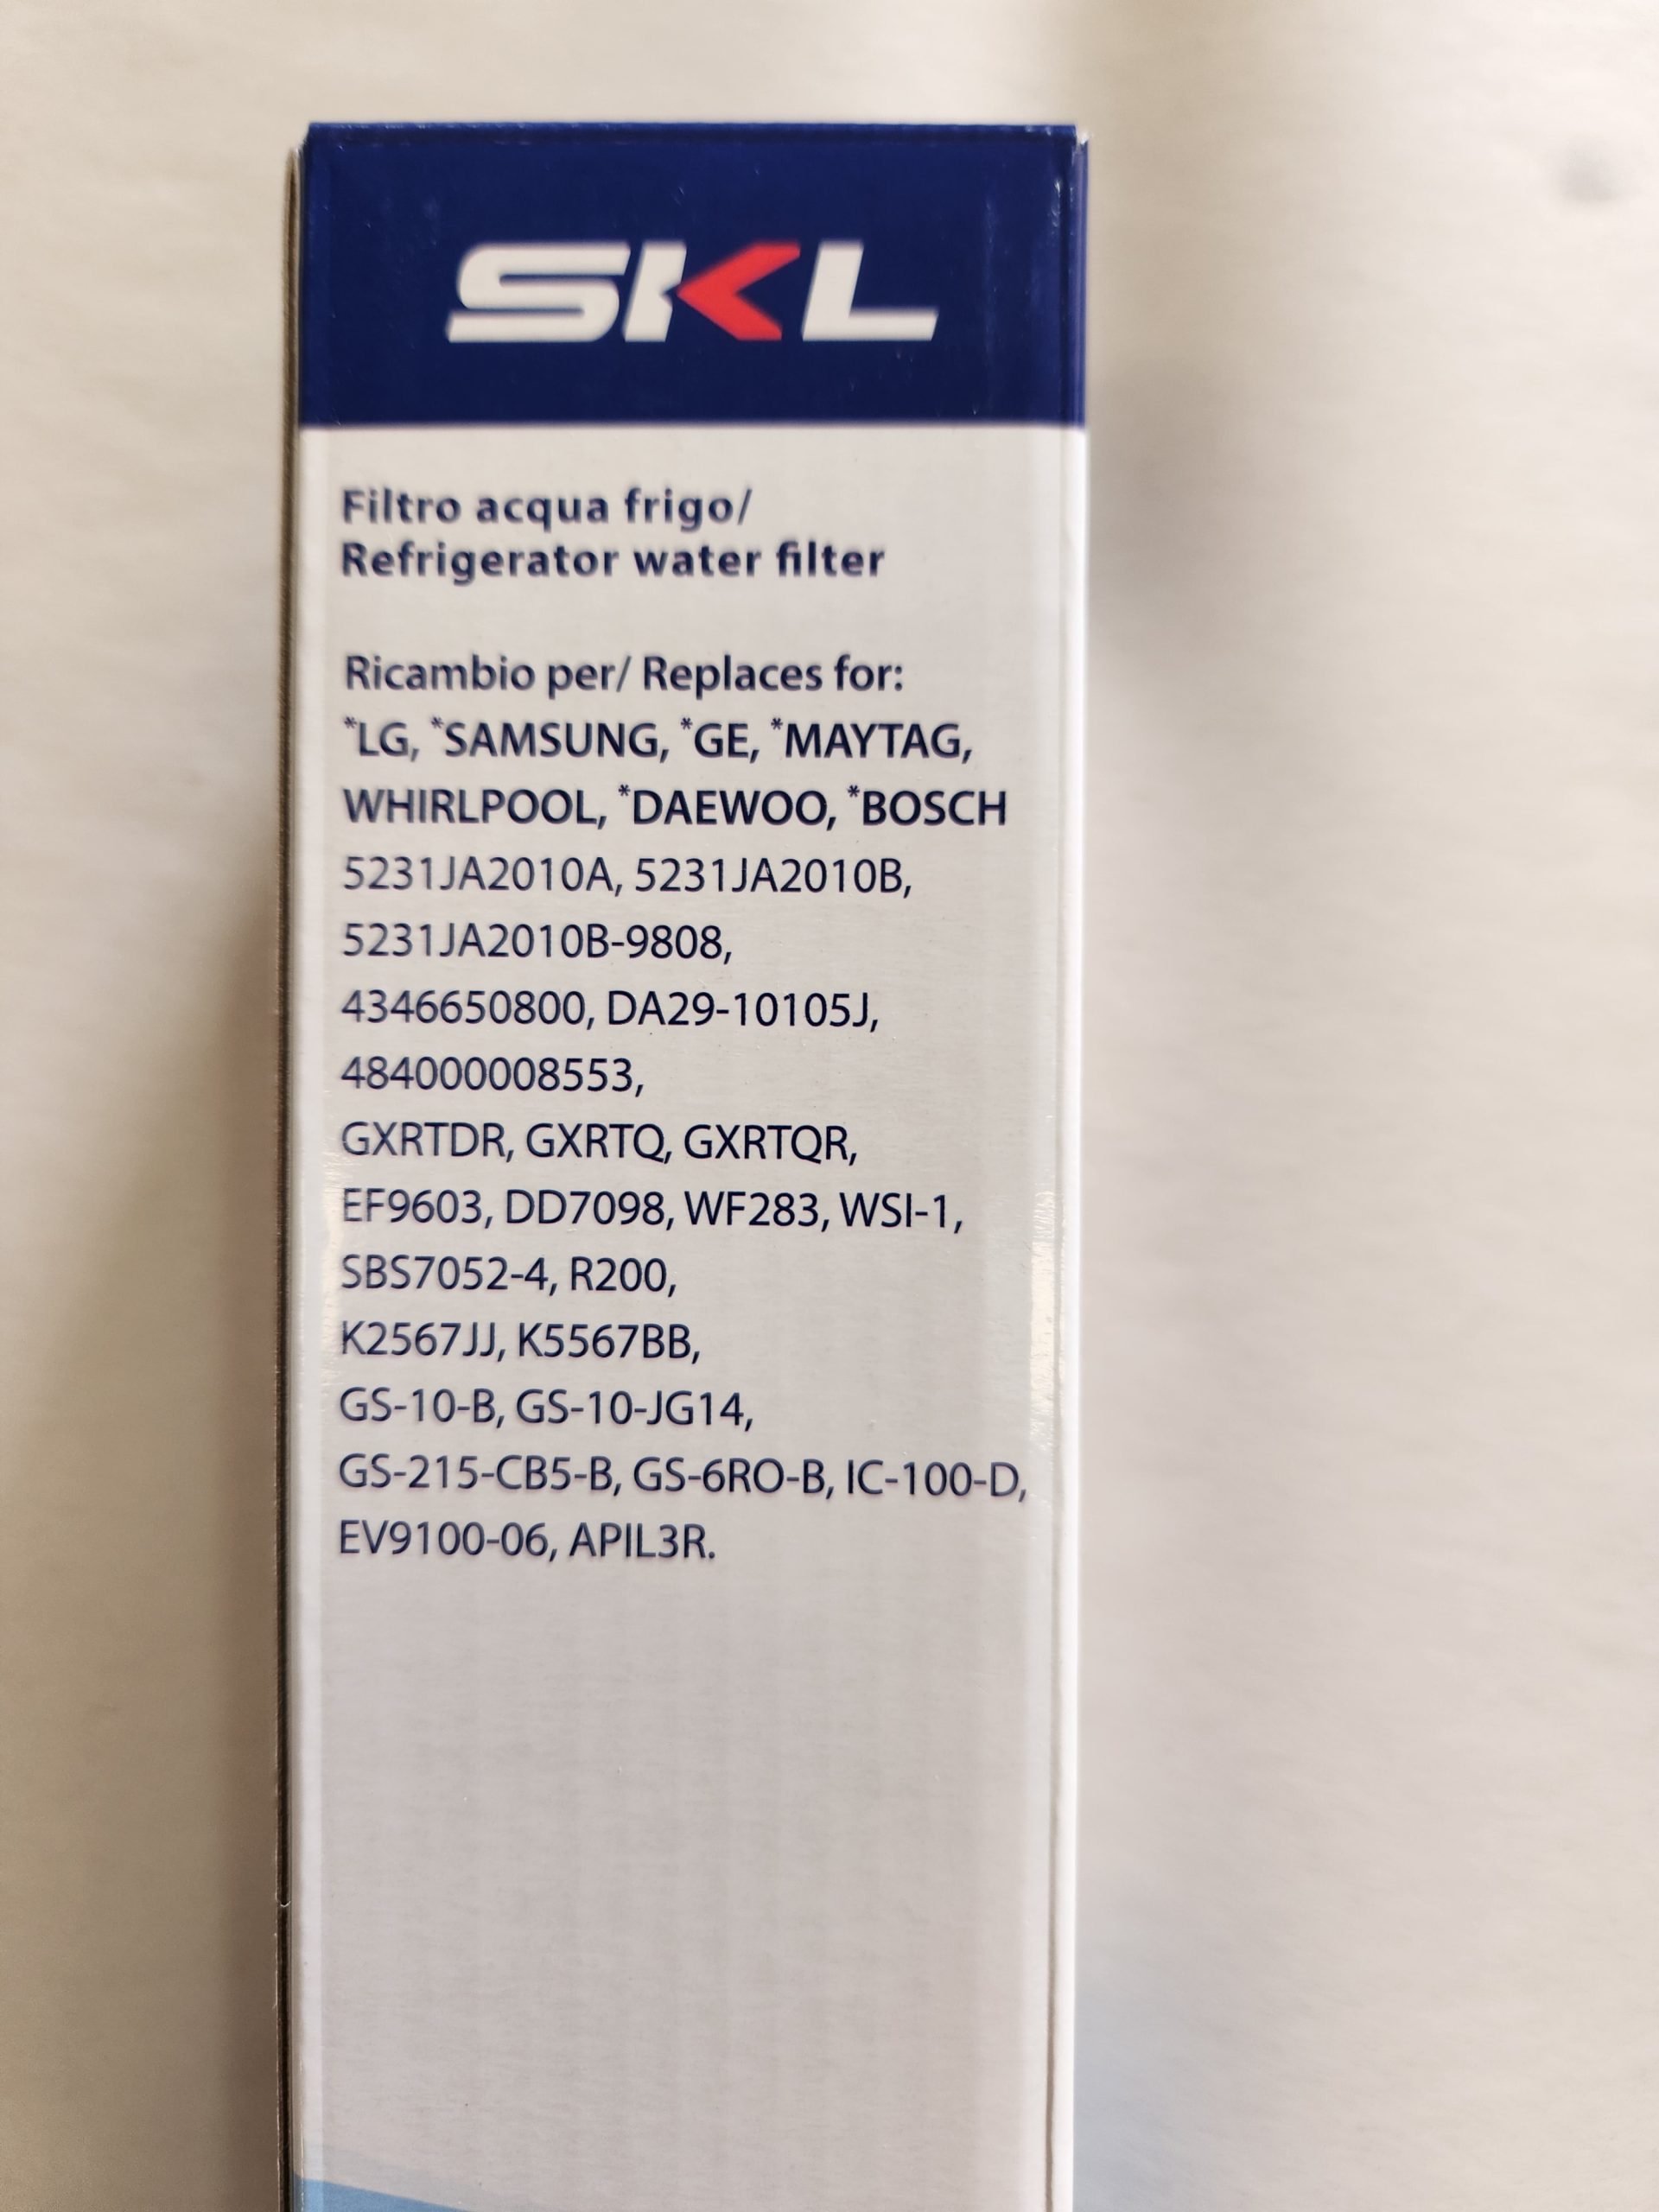 SKL
Filtro acqua frigo/
Refrigerator water filter
Ricambio per/ Replaces for:
*LG, *SAMSUNG, *GE, *MAYTAG,
WHIRLPOOL, *DAEWOO, *BOSCH
5231JA2010A, 5231JA2010B,
5231JA2010B-9808,
4346650800, DA29-10105J,
484000008553,
GXRTDR, GXRTQ, GXRTQR,
EF9603, DD7098, WF283, WSI-1,
SBS7052-4, R200,
K2567JJ, K5567BB,
GS-10-B, GS-10-JG14,
GS-215-CB5-B, GS-6RO-B, IC-100-D,
EV9100-06, APIL3R.